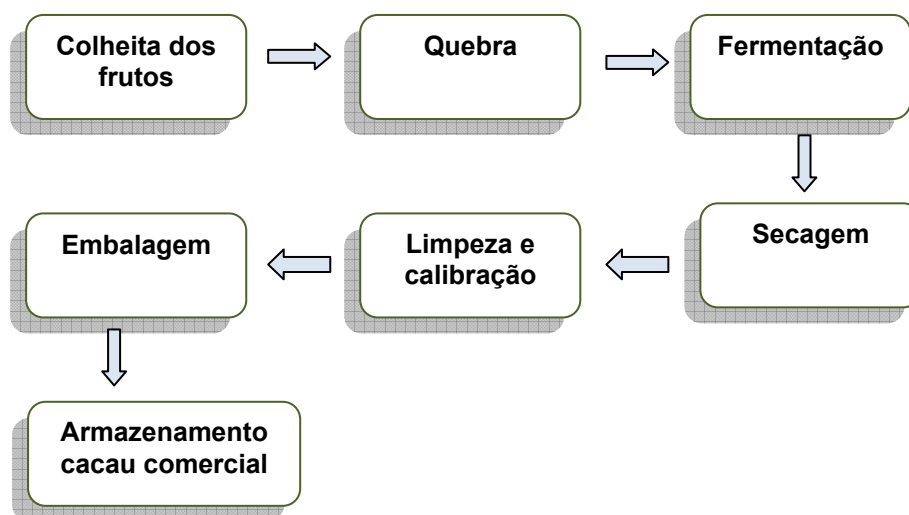 Colheita dos
frutos
Quebra
Fermentação
Secagem
Limpeza e
calibração
Embalagem
Armazenamento
cacau comercial